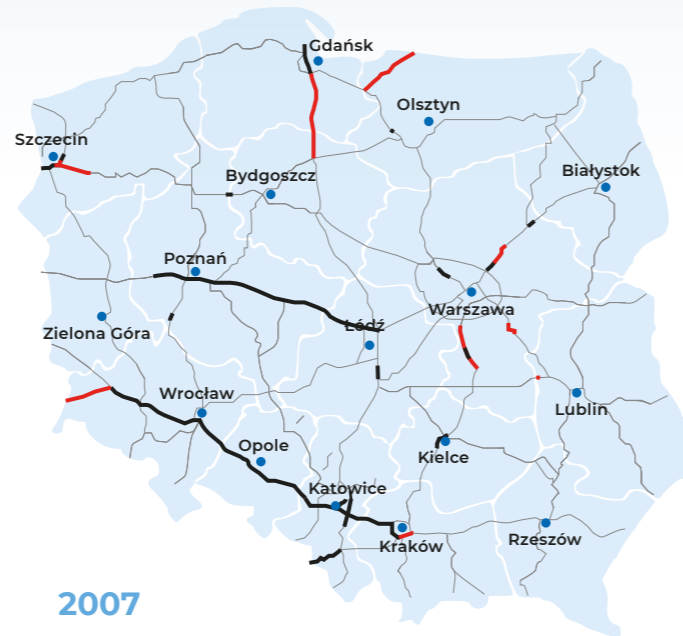 Gdańsk
Olsztyn
Szczecin
Białystok
Bydgoszcz
Poznań
Warszawa
Łódź
Zielona Góra
Wrocław
Lublin
Opole
Kielce
Katowice
Kraków
Rzeszów
2007